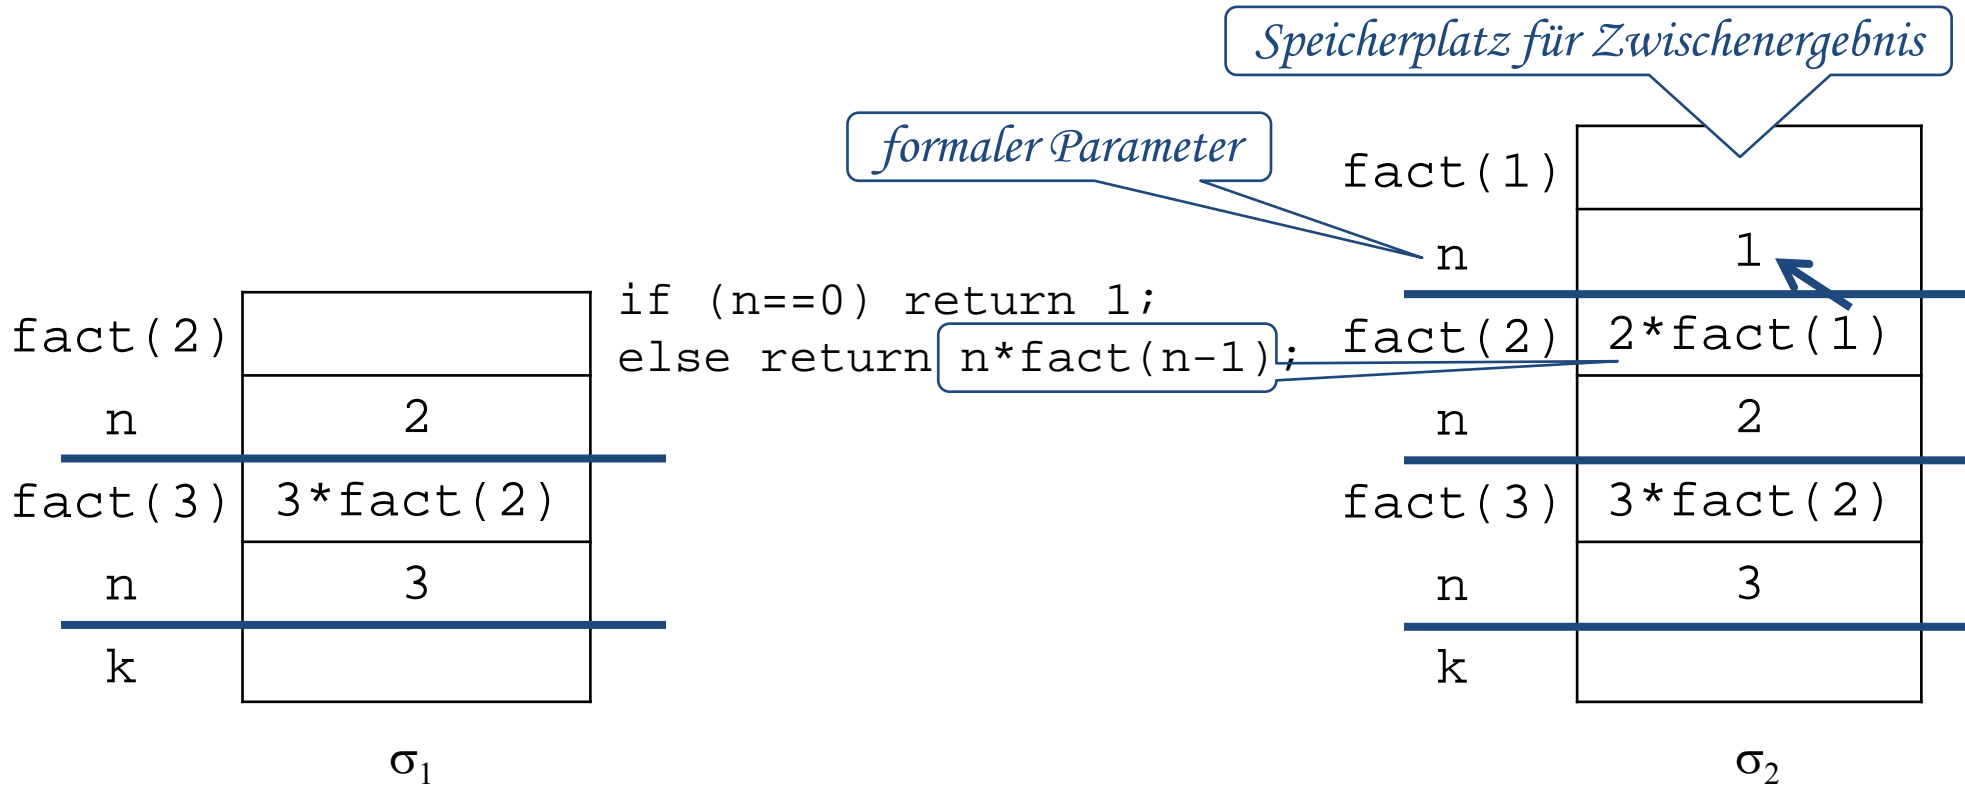 Speicherplatz für Zwischenergebnis
formaler Parameter
fact(2)
n 2
fact(3) 3*fact(2)
n 3
k
σ1
if (n==0) return 1;
else return n*fact(n-1);
fact(1)
n 1
fact(2) 2*fact(1)
n 2
fact(3) 3*fact(2)
n 3
k
σ2